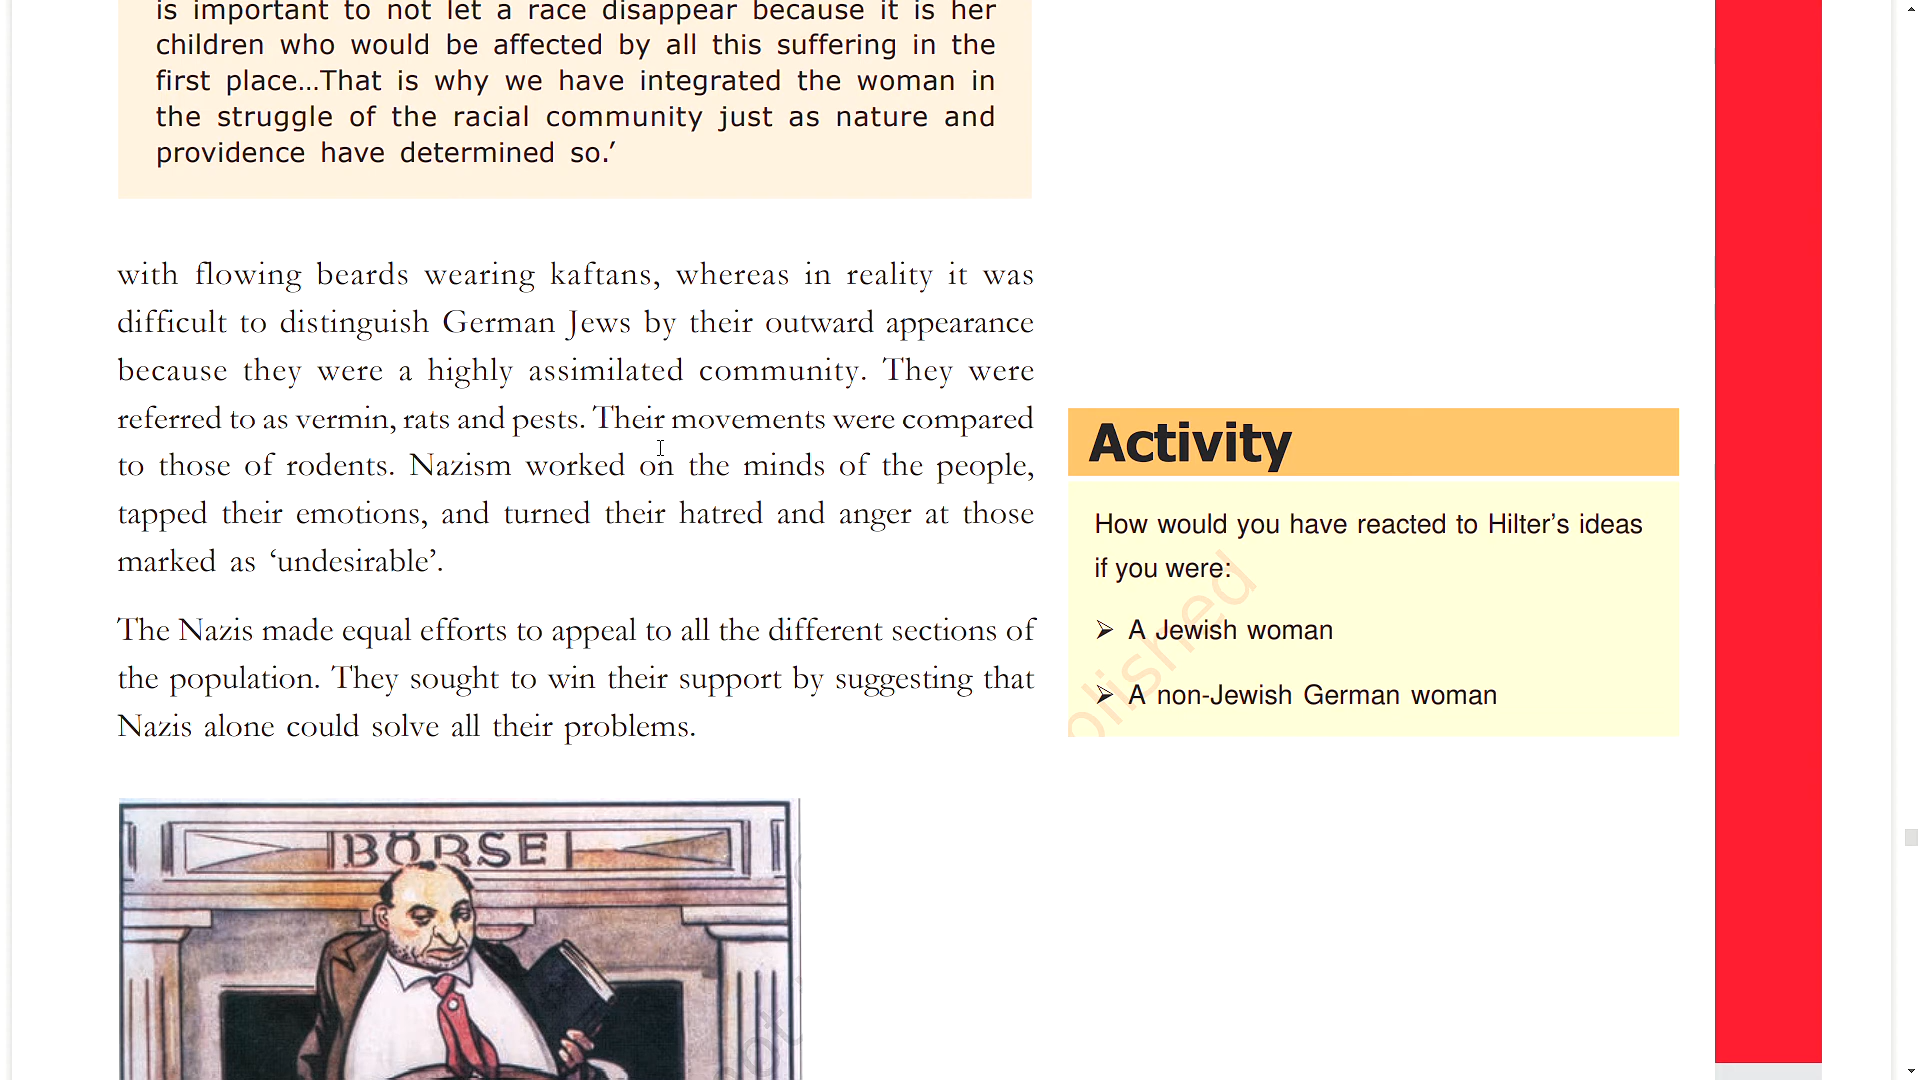 is important to not let a race disappear because it is her
children who would be affected by all this suffering in the
first place…That is why we have integrated the woman in
the struggle of the racial community just as nature and
providence have determined so.’
with flowing beards wearing kaftans, whereas in reality it was
difficult to distinguish German Jews by their outward appearance
because they were a highly assimilated community. They were
referred to as vermin, rats and pests. Their movements were compared
to those of rodents. Nazism worked on the minds of the people,
tapped their emotions, and turned their hatred and anger at those
marked as ‘undesirable’.
The Nazis made equal efforts to appeal to all the different sections of
the population. They sought to win their support by suggesting that
Nazis alone could solve all their problems.
Activity
How would you have reacted to Hilter’s ideas
if you were:
➢ A Jewish woman
➢ A non-Jewish German woman
BÖRSE